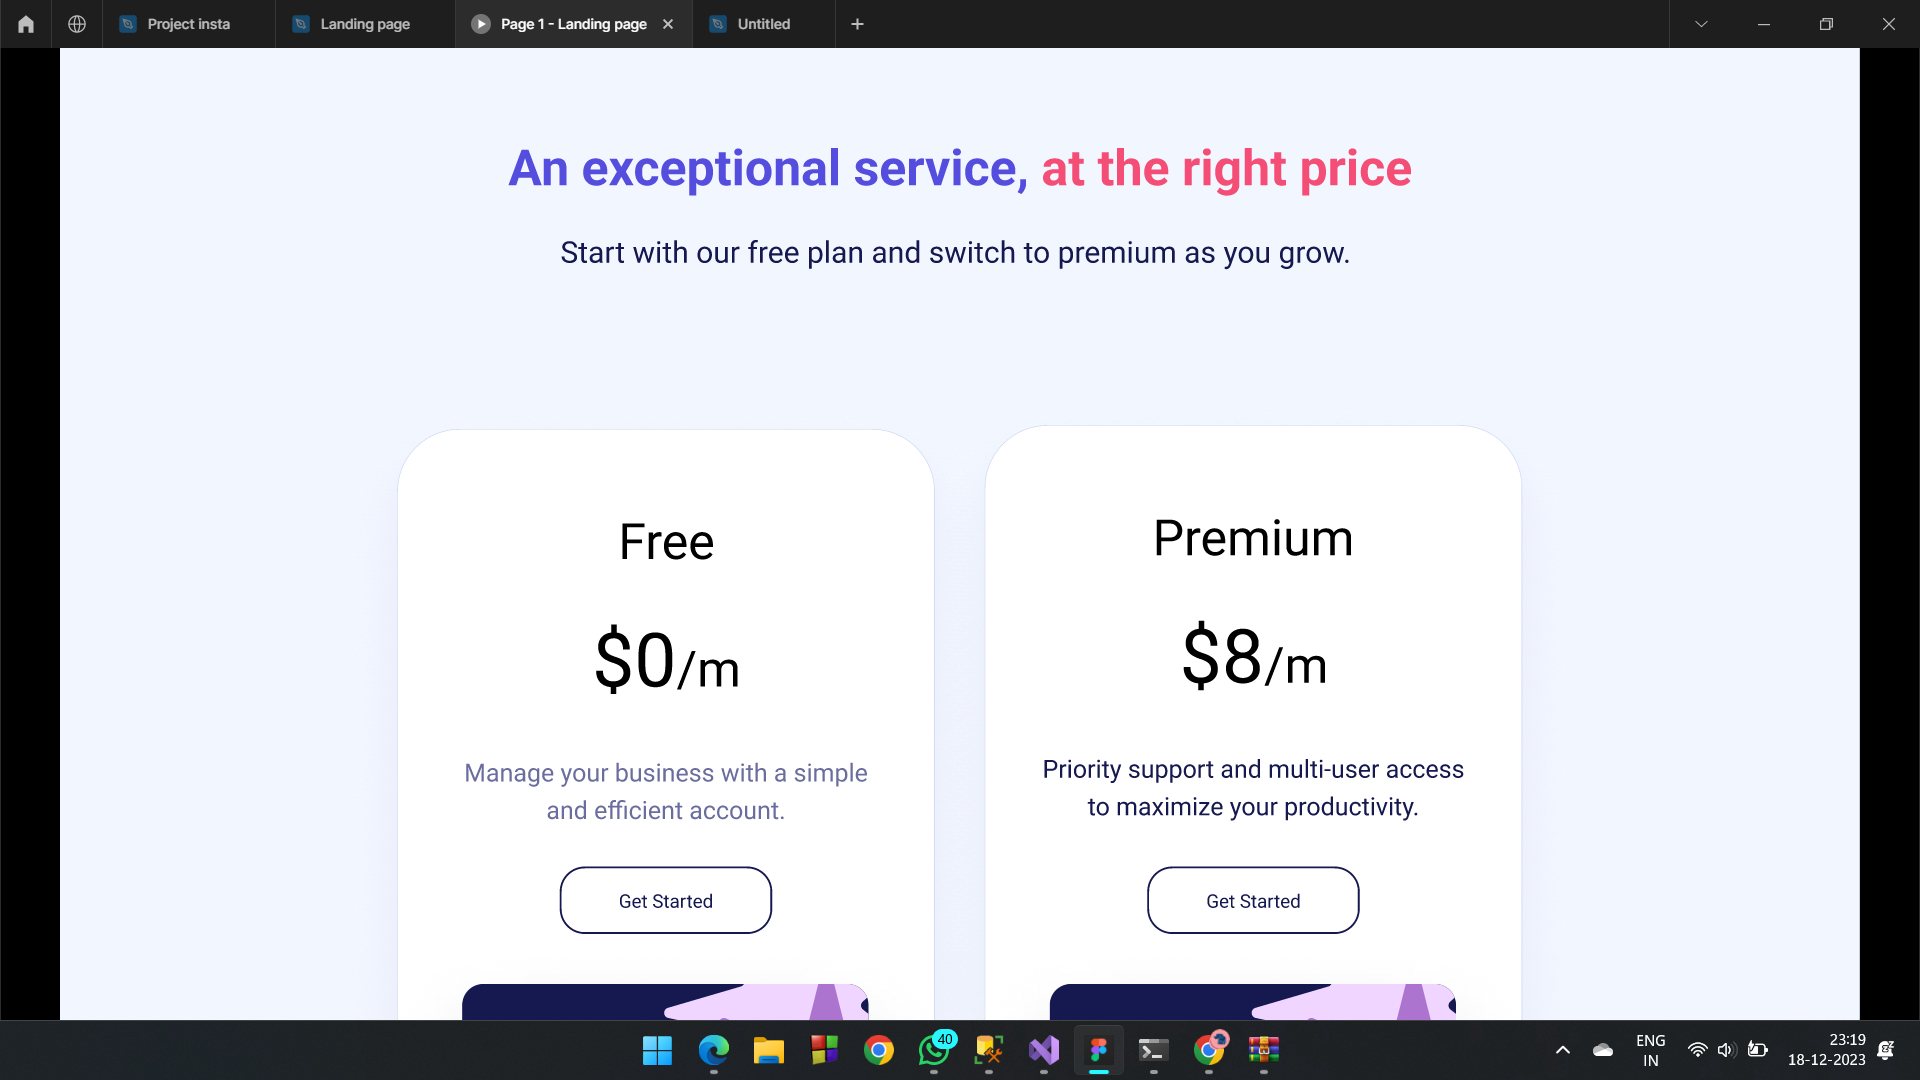 Project insta
Landing page
Page 1 - Landing page
Untitled
An exceptional service, at the right price
Start with our free plan and switch to premium as you grow.
Free
$0/m
Manage your business with a simple
and efficient account.
Get Started
Premium
$8/m
Priority support and multi-user access
to maximize your productivity.
Get Started
40
ENG
IN
23:19
18-12-2023